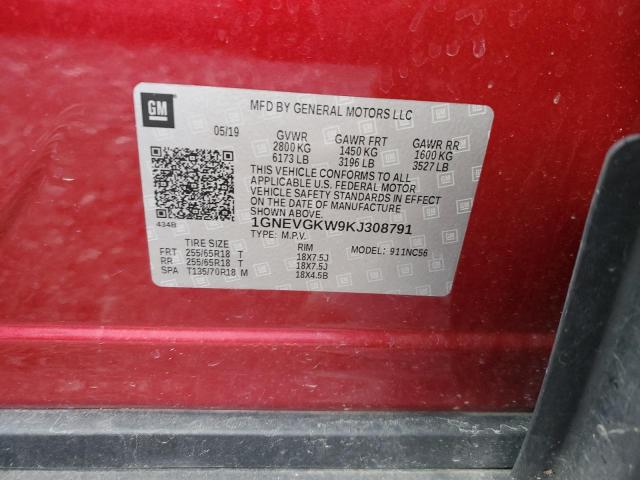 GM
MFD BY GENERAL MOTORS LLC
05/19 GVWR GAWR FRT GAWR RR
2800 KG 1450 KG 1600 KG
6173 LB 3196 LB 3527 LB
THIS VEHICLE CONFORMS TO ALL
APPLICABLE U.S. FEDERAL MOTOR
VEHICLE SAFETY STANDARDS IN EFFECT
ON THE DATE OF MANUFACTURE
434B 1GNEVGKW9KJ308791
TYPE: M.P.V. MODEL: 911NC56
TIRE SIZE RIM
FRT 255/65R18 T 18X7.5J
RR 255/65R18 T 18X7.5J
SPA T135/70R18 M 18X4.5B